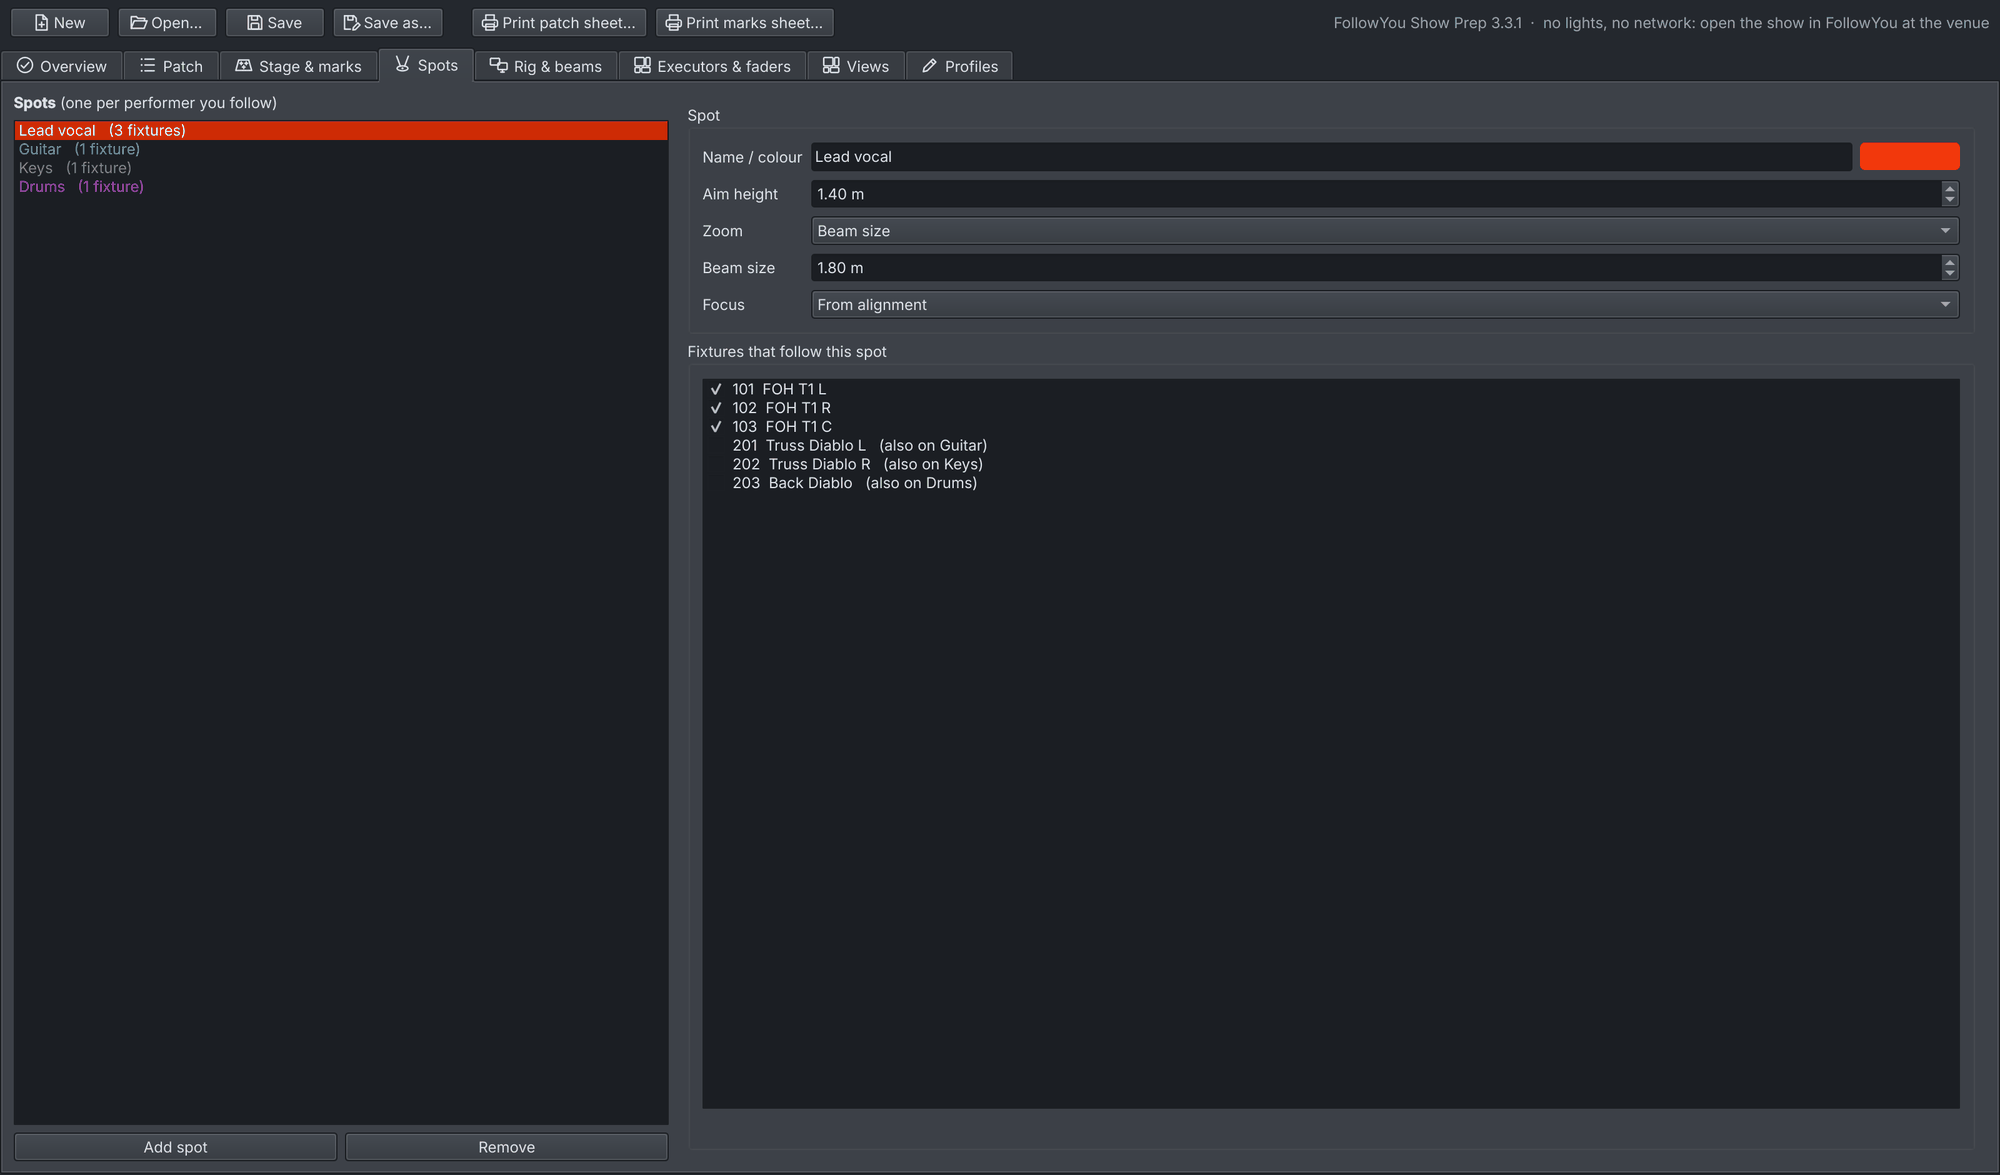 New
Open...
Save
Save as...
Print patch sheet...
Print marks sheet...
FollowYou Show Prep 3.3.1 · no lights, no network: open the show in FollowYou at the venue
Overview
Patch
Stage & marks
Spots
Rig & beams
Executors & faders
Views
Profiles
Spots (one per performer you follow)
Lead vocal (3 fixtures)
Guitar (1 fixture)
Keys (1 fixture)
Drums (1 fixture)
Add spot
Remove
Spot
Name / colour Lead vocal
Aim height 1.40 m
Zoom Beam size
Beam size 1.80 m
Focus From alignment
Fixtures that follow this spot
✓ 101 FOH T1 L
✓ 102 FOH T1 R
✓ 103 FOH T1 C
201 Truss Diablo L (also on Guitar)
202 Truss Diablo R (also on Keys)
203 Back Diablo (also on Drums)